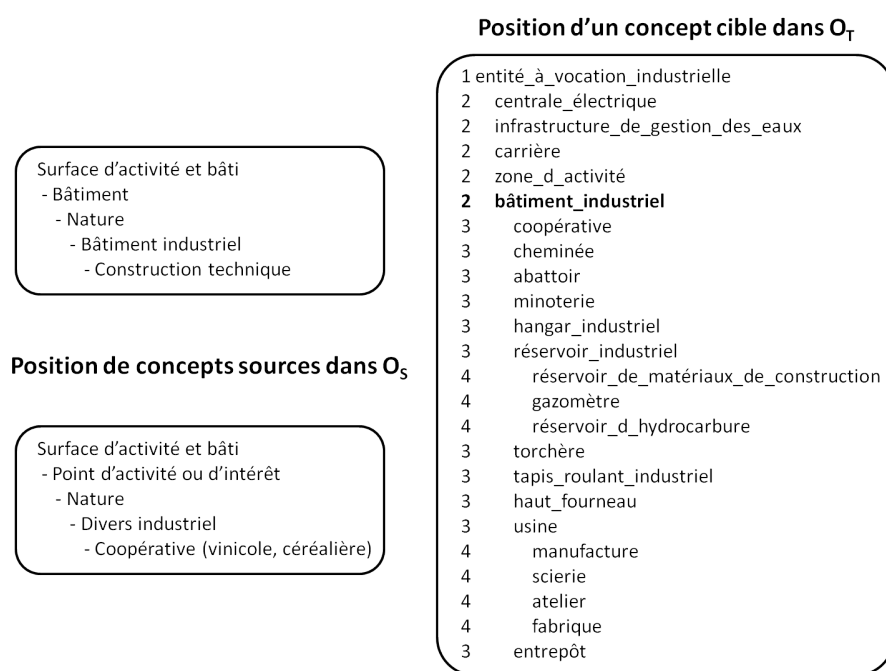 Surface d'activité et bâti
- Bâtiment
- Nature
- Bâtiment industriel
- Construction technique
Position de concepts sources dans O_S
Surface d'activité et bâti
- Point d'activité ou d'intérêt
- Nature
- Divers industriel
- Coopérative (vinicole, céréalière)
Position d'un concept cible dans O_T
1 entité_à_vocation_industrielle
2 centrale_électrique
2 infrastructure_de_gestion_des_eaux
2 carrière
2 zone_d_activité
2 bâtiment_industriel
3 coopérative
3 cheminée
3 abattoir
3 minoterie
3 hangar_industriel
3 réservoir_industriel
4 réservoir_de_matériaux_de_construction
4 gazomètre
4 réservoir_d_hydrocarbure
3 torchère
3 tapis_roulant_industriel
3 haut_fourneau
3 usine
4 manufacture
4 scierie
4 atelier
4 fabrique
3 entrepôt